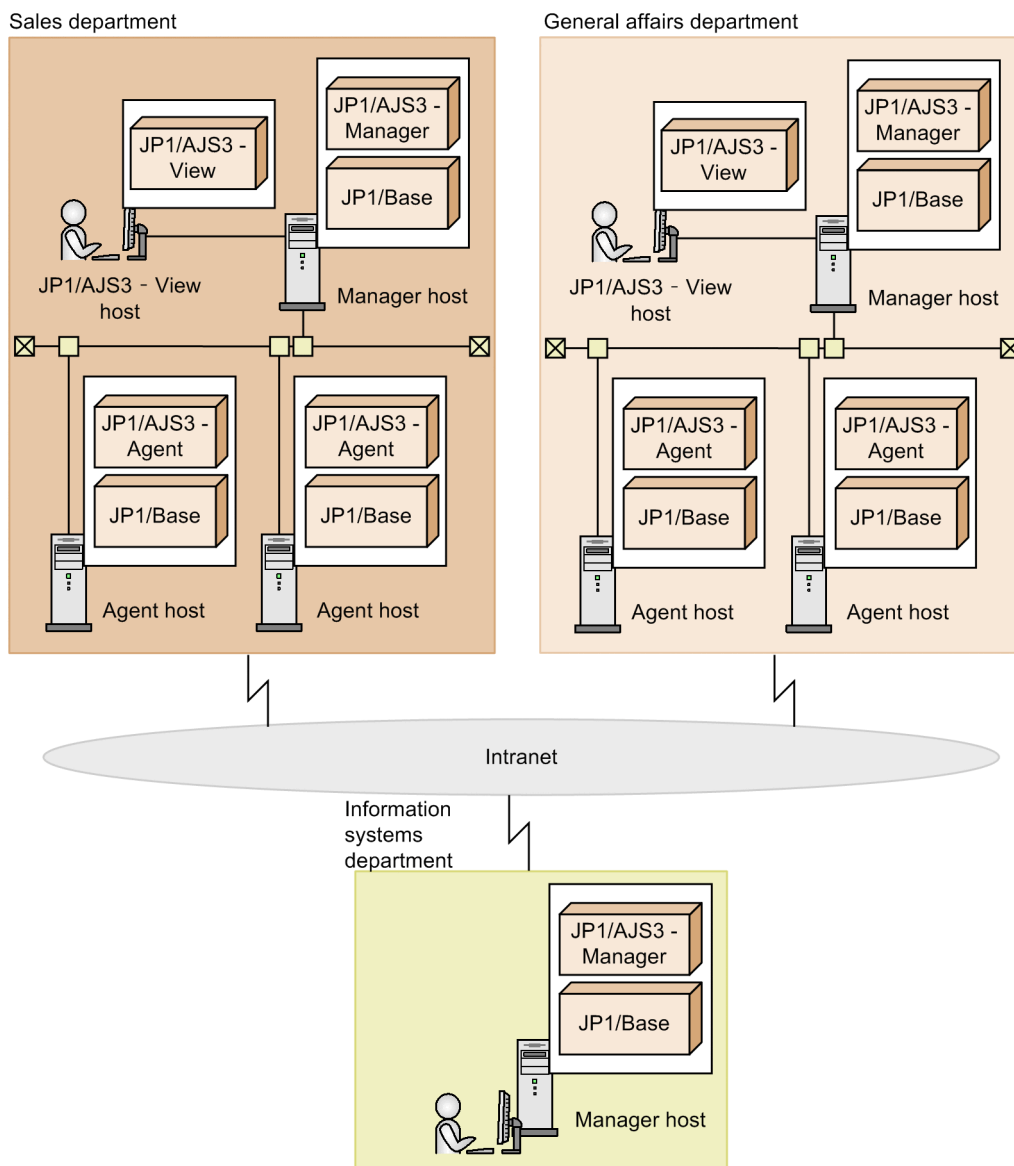 Sales department
JP1/AJS3 -
View
JP1/AJS3 -
Manager
JP1/Base
JP1/AJS3 - View
host
Manager host
JP1/AJS3 -
Agent
JP1/Base
Agent host
JP1/AJS3 -
Agent
JP1/Base
Agent host
General affairs department
JP1/AJS3 -
View
JP1/AJS3 -
Manager
JP1/Base
JP1/AJS3 - View
host
Manager host
JP1/AJS3 -
Agent
JP1/Base
Agent host
JP1/AJS3 -
Agent
JP1/Base
Agent host
Intranet
Information
systems
department
JP1/AJS3 -
Manager
JP1/Base
Manager host